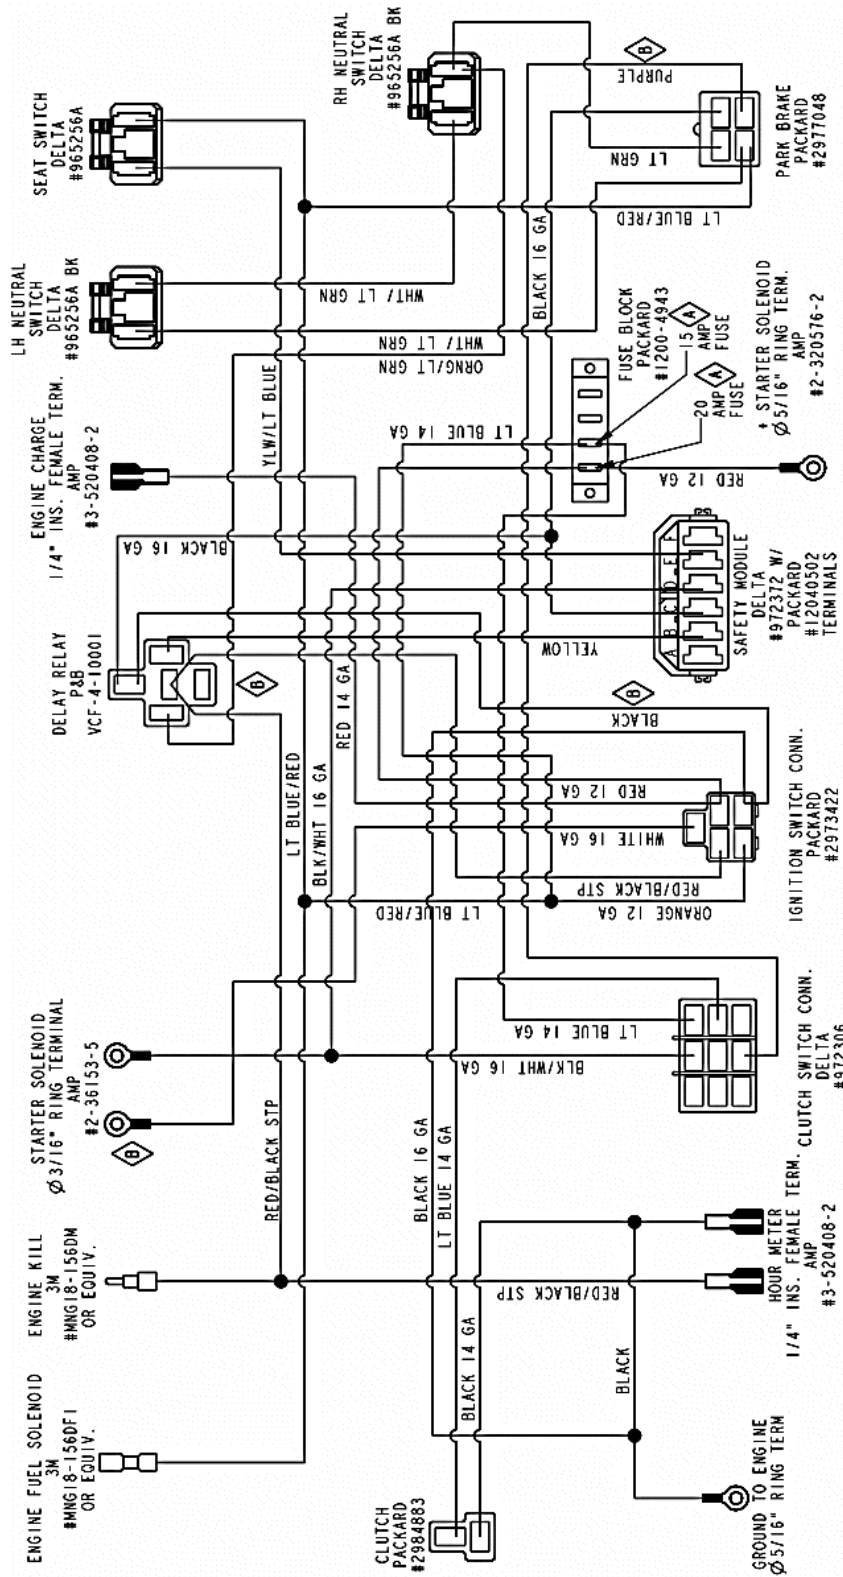 ENGINE FUEL SOLENOID
3M
#MNG18-156DFI
OR EQUIV.
ENGINE KILL
3M
#MNG18-156DM
OR EQUIV.
STARTER SOLENOID
Ø3/16" RING TERMINAL
AMP
#2-36153-5
B
DELAY RELAY
P&B
VCF-4-10001
B
ENGINE CHARGE
1/4" INS. FEMALE TERM.
AMP
#3-520408-2
LH NEUTRAL
SWITCH
DELTA
#965256A BK
SEAT SWITCH
DELTA
#965256A
RH NEUTRAL
SWITCH
DELTA
#965256A BK
RED/BLACK STP
LT BLUE/RED
BLK/WHT 16 GA
RED 14 GA
BLACK 16 GA
YLW/LT BLUE
WHT/ LT GRN
WHT/ LT GRN
ORNG/LT GRN
LT BLUE 14 GA
BLACK 16 GA
LT GRN
PURPLE
B
LT BLUE/RED
CLUTCH
PACKARD
#2984883
BLACK 16 GA
LT BLUE 14 GA
BLACK 14 GA
BLACK
RED/BLACK STP
BLK/WHT 16 GA
LT BLUE 14 GA
LT BLUE/RED
ORANGE 12 GA
RED/BLACK STP
WHITE 16 GA
RED 12 GA
BLACK
B
YELLOW
RED 12 GA
GROUND TO ENGINE
Ø5/16" RING TERM
HOUR METER
1/4" INS. FEMALE TERM.
AMP
#3-520408-2
CLUTCH SWITCH CONN.
DELTA
#972306
IGNITION SWITCH CONN.
PACKARD
#2973422
A B C D E F
SAFETY MODULE
DELTA
#972372 W/
PACKARD
#12040502
TERMINALS
FUSE BLOCK
PACKARD
#1200-4943
15
AMP
FUSE
A
20
AMP
FUSE
A
+ STARTER SOLENOID
Ø5/16" RING TERM.
AMP
#2-320576-2
PARK BRAKE
PACKARD
#2977048